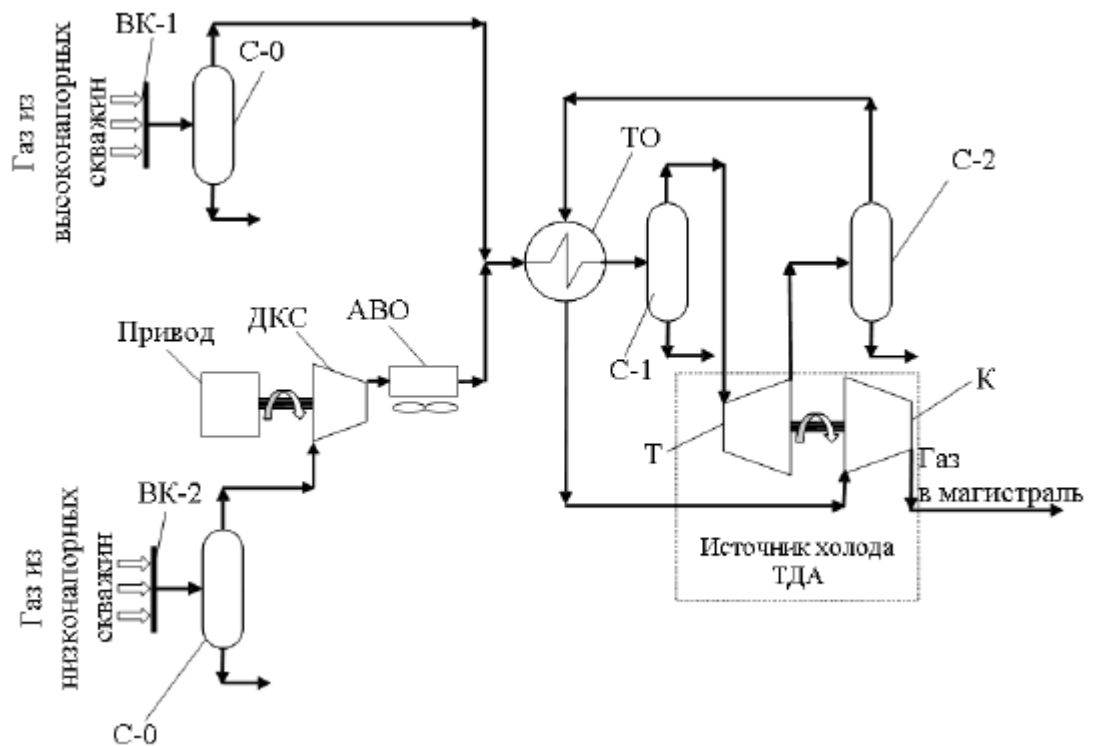 ВК-1
С-0
Газ из
высоконапорных
скважин
ТО
С-2
АВО
ДКС
Привод
С-1
К
Т
Газ
в магистраль
ВК-2
Источник холода
ТДА
Газ из
низконапорных
скважин
С-0